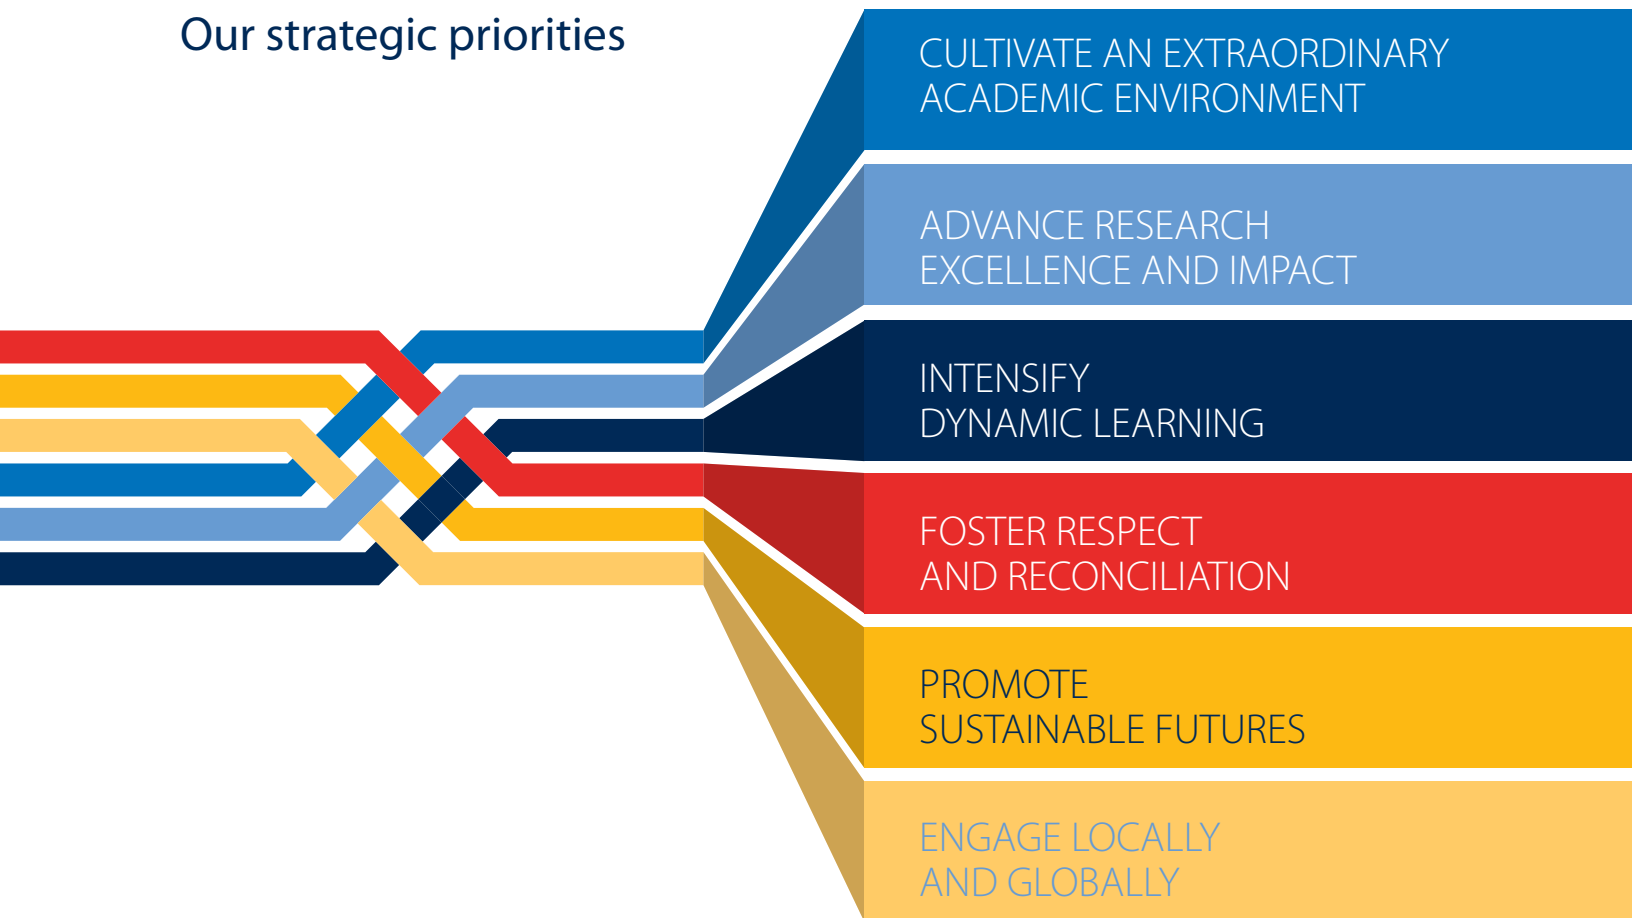 Our strategic priorities
CULTIVATE AN EXTRAORDINARY
ACADEMIC ENVIRONMENT
ADVANCE RESEARCH
EXCELLENCE AND IMPACT
INTENSIFY
DYNAMIC LEARNING
FOSTER RESPECT
AND RECONCILIATION
PROMOTE
SUSTAINABLE FUTURES
ENGAGE LOCALLY
AND GLOBALLY